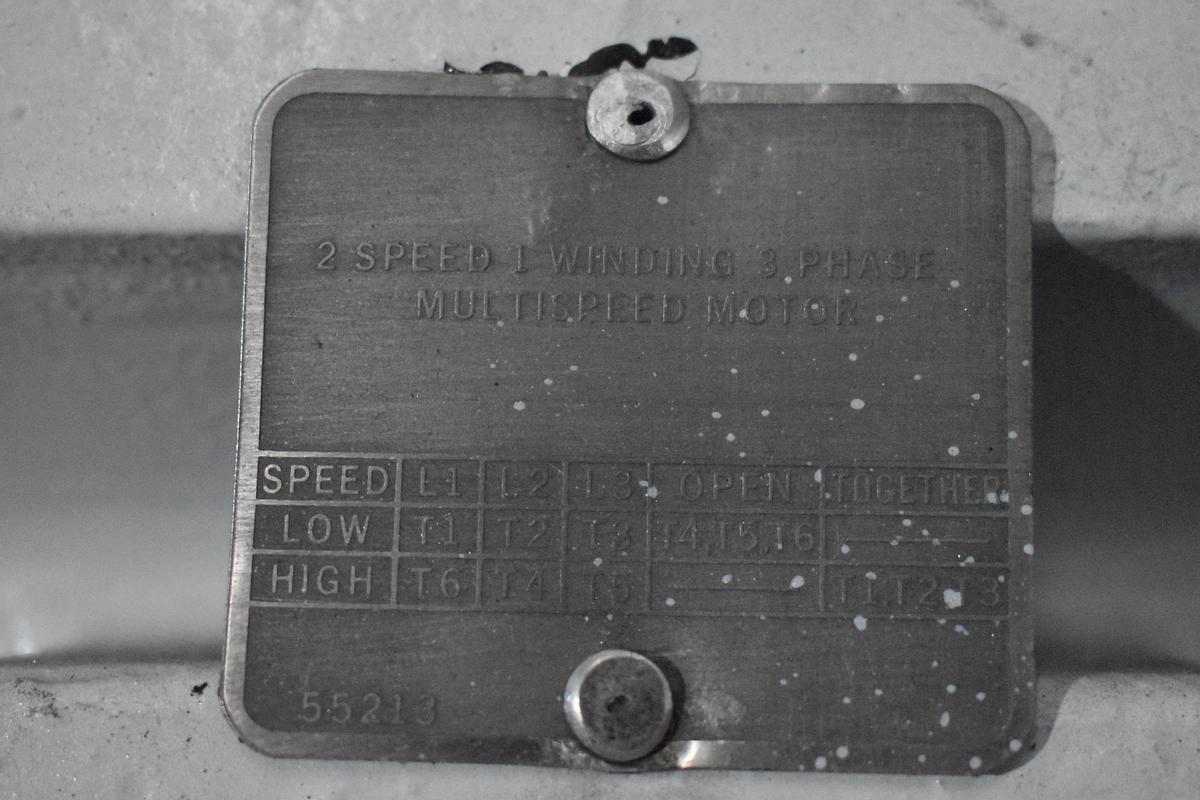 2 SPEED 1 WINDING 3 PHASE
MULTISPEED MOTOR
SPEED L1 L2 L3 OPEN TOGETHER
LOW T1 T2 T3 T4,T5,T6 ———
HIGH T6 T4 T5 ——— T1,T2,T3
55213